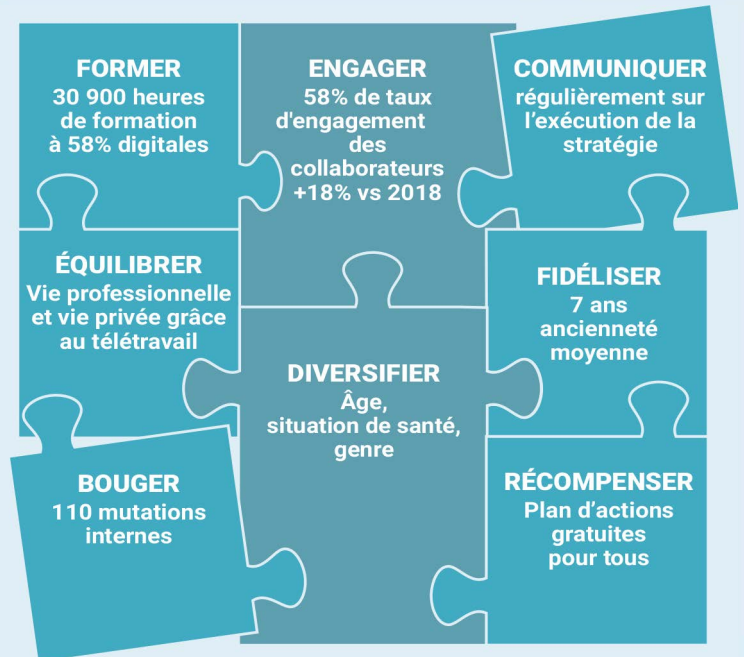 FORMER
30 900 heures
de formation
à 58% digitales
ENGAGER
58% de taux
d'engagement
des
collaborateurs
+18% vs 2018
COMMUNIQUER
régulièrement sur
l’exécution de la
stratégie
ÉQUILIBRER
Vie professionnelle
et vie privée grâce
au télétravail
DIVERSIFIER
Âge,
situation de santé,
genre
FIDÉLISER
7 ans
ancienneté
moyenne
BOUGER
110 mutations
internes
RÉCOMPENSER
Plan d’actions
gratuites
pour tous